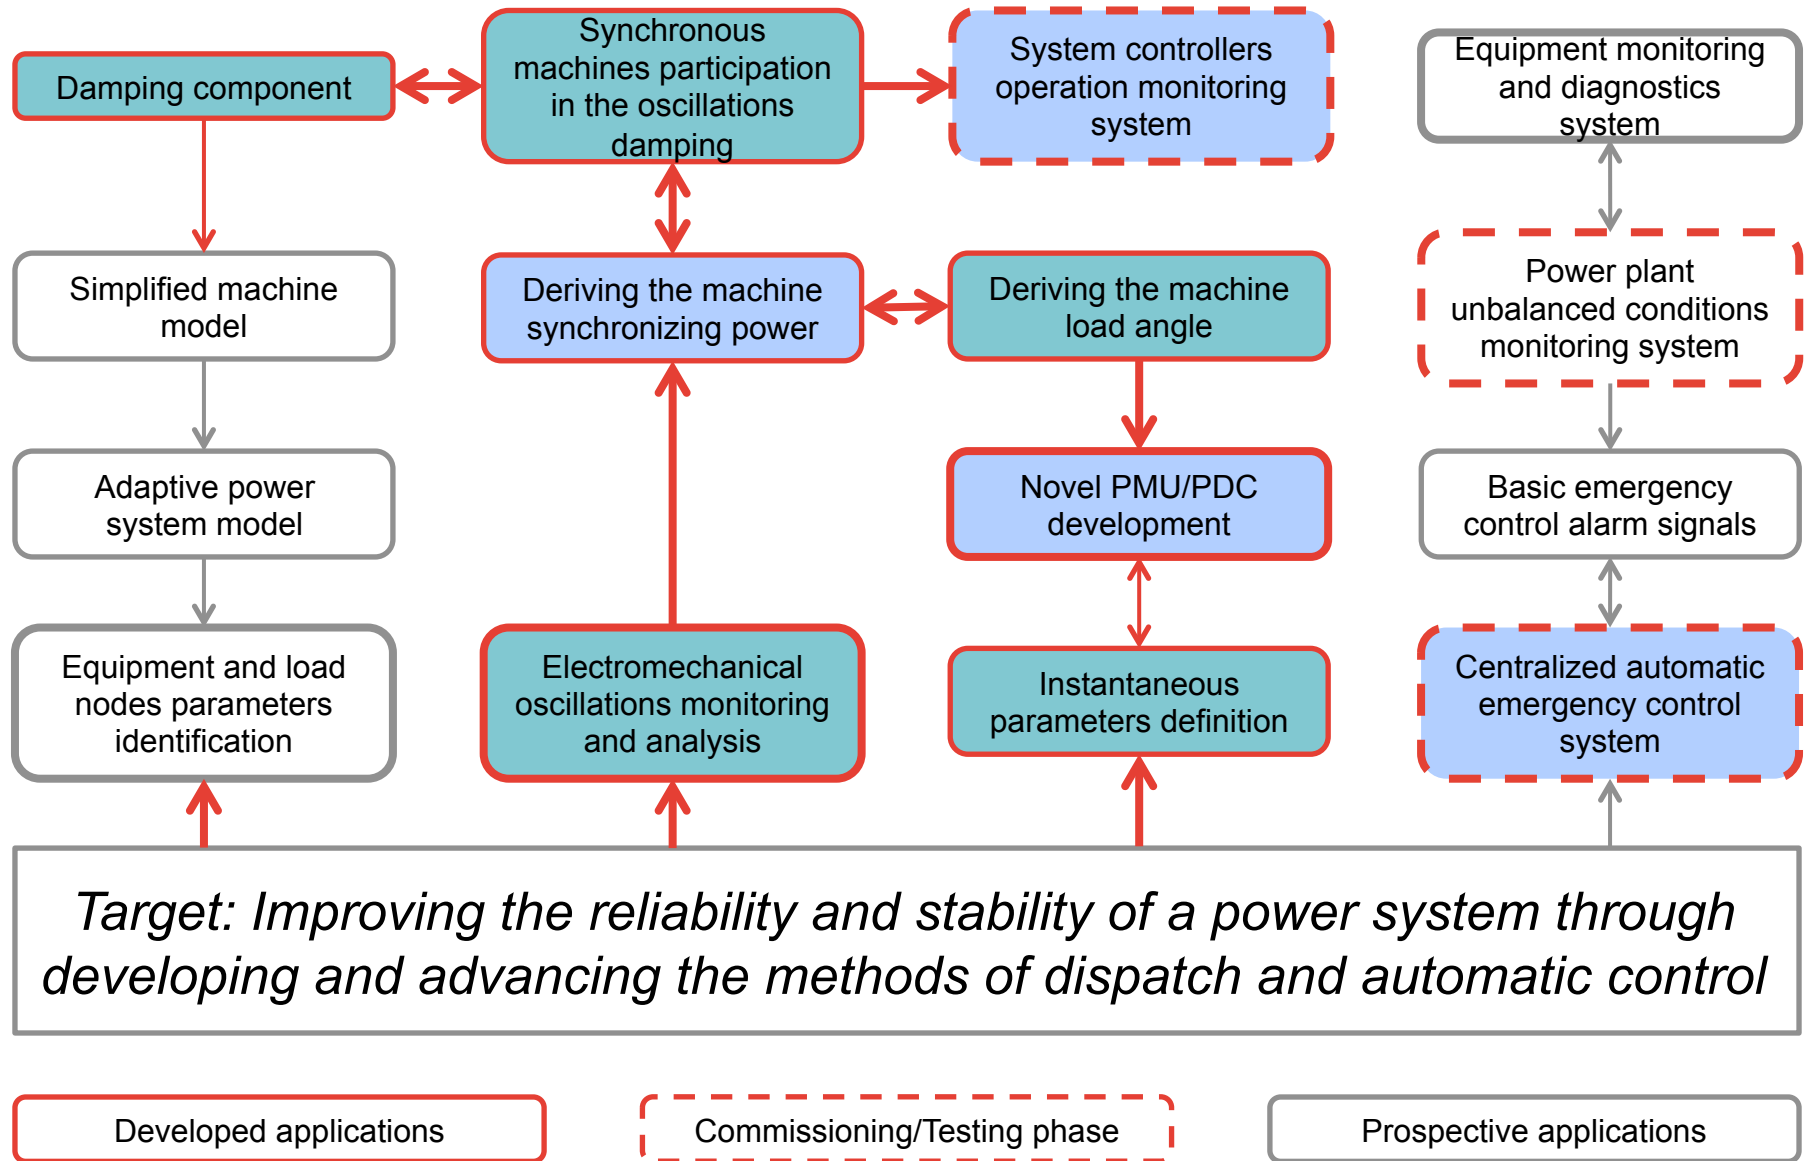 Damping component
Synchronous
machines participation
in the oscillations
damping
System controllers
operation monitoring
system
Equipment monitoring
and diagnostics
system
Simplified machine
model
Deriving the machine
synchronizing power
Deriving the machine
load angle
Power plant
unbalanced conditions
monitoring system
Adaptive power
system model
Novel PMU/PDC
development
Basic emergency
control alarm signals
Equipment and load
nodes parameters
identification
Electromechanical
oscillations monitoring
and analysis
Instantaneous
parameters definition
Centralized automatic
emergency control
system
Target: Improving the reliability and stability of a power system through
developing and advancing the methods of dispatch and automatic control
Developed applications
Commissioning/Testing phase
Prospective applications